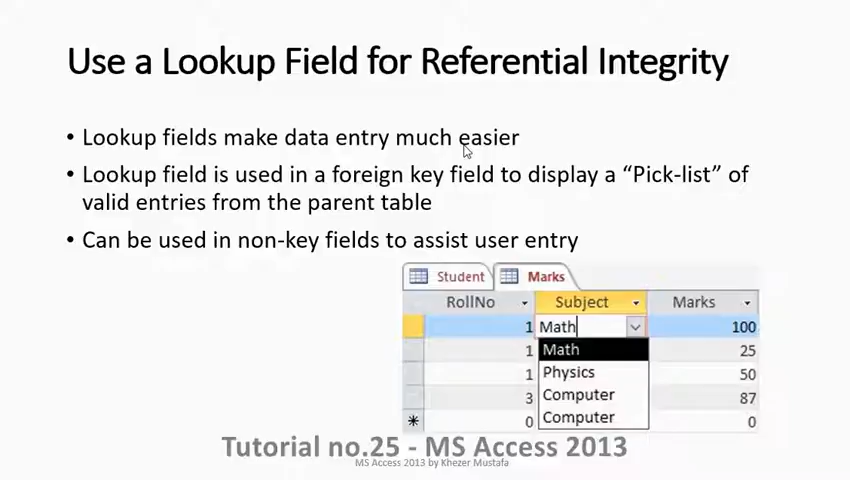 Use a Lookup Field for Referential Integrity
• Lookup fields make data entry much easier
• Lookup field is used in a foreign key field to display a “Pick-list” of
valid entries from the parent table
• Can be used in non-key fields to assist user entry
Student Marks
RollNo Subject Marks
1 Math 100
1 Math 25
1 Physics 50
3 Computer 87
0 Computer 0
Tutorial no.25 - MS Access 2013
MS Access 2013 by Khezer Mustafa